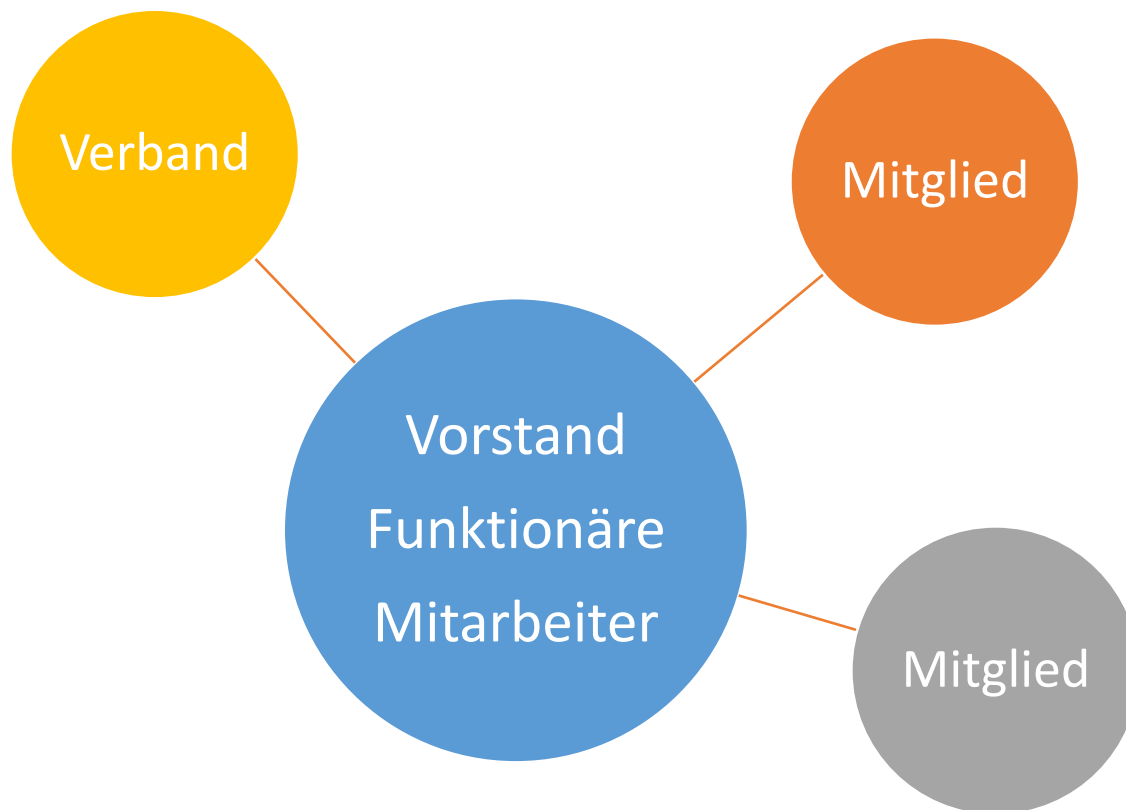 Verband
Mitglied
Vorstand
Funktionäre
Mitarbeiter
Mitglied